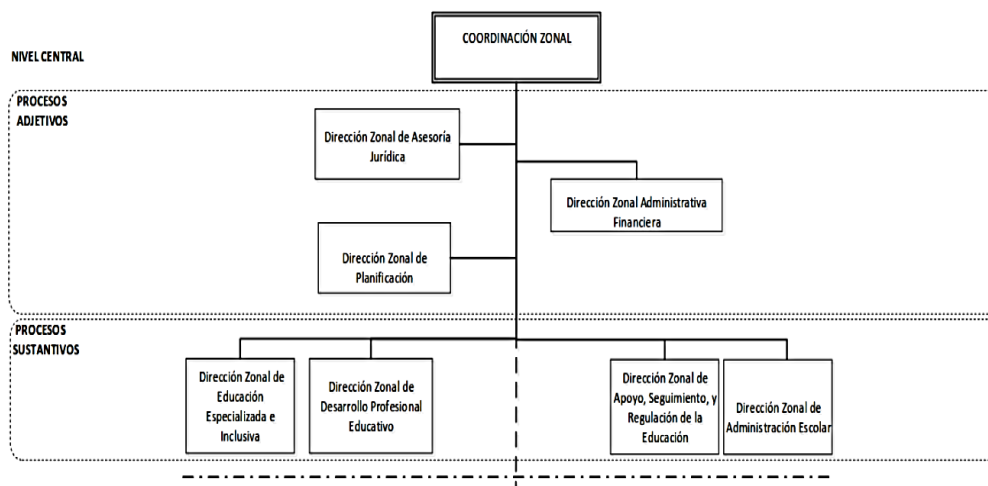 COORDINACIÓN ZONAL
NIVEL CENTRAL
PROCESOS
ADJETIVOS
Dirección Zonal de Asesoría
Jurídica
Dirección Zonal Administrativa
Financiera
Dirección Zonal de
Planificación
PROCESOS
SUSTANTIVOS
Dirección Zonal de
Educación
Especializada e
Inclusiva
Dirección Zonal de
Desarrollo Profesional
Educativo
Dirección Zonal de
Apoyo, Seguimiento, y
Regulación de la
Educación
Dirección Zonal de
Administración Escolar